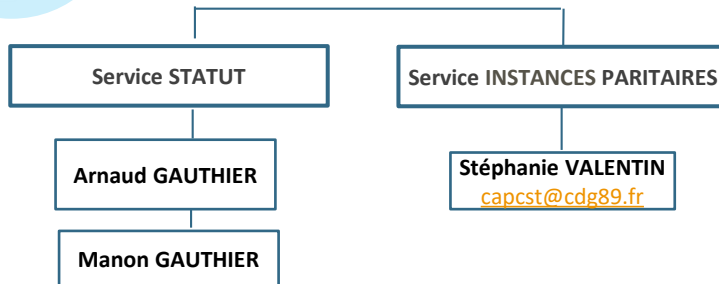 Service STATUT
Service INSTANCES PARITAIRES
Arnaud GAUTHIER
Stéphanie VALENTIN
capcst@cdg89.fr
Manon GAUTHIER